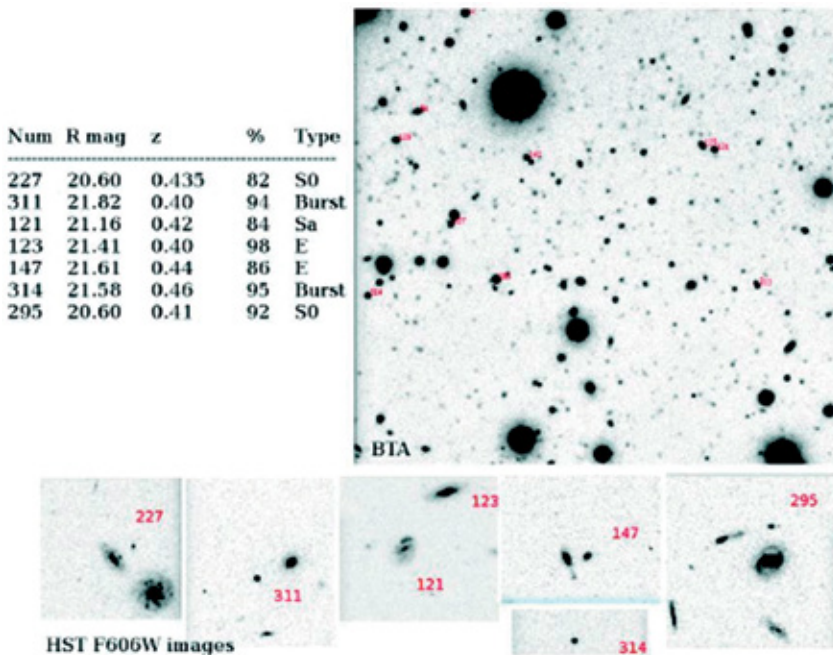 Num R mag z % Type
227 20.60 0.435 82 S0
311 21.82 0.40 94 Burst
121 21.16 0.42 84 Sa
123 21.41 0.40 98 E
147 21.61 0.44 86 E
314 21.58 0.46 95 Burst
295 20.60 0.41 92 S0
BTA
227
311
123
121
147
314
295
HST F606W images